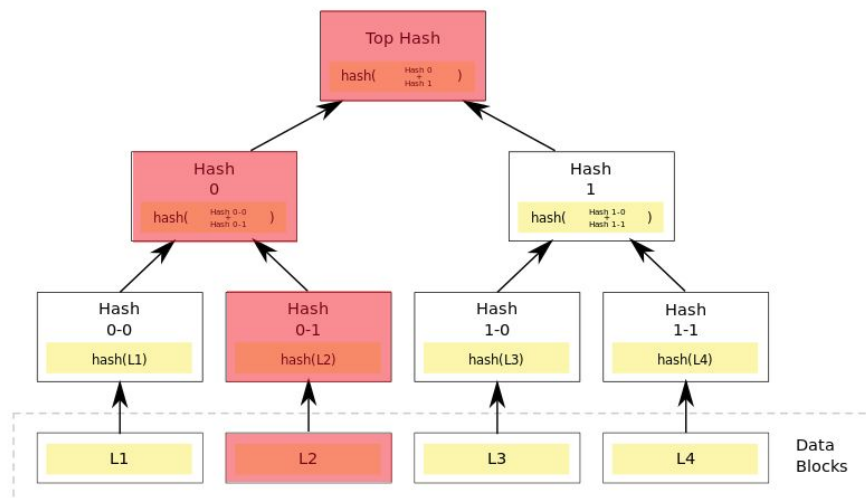 Top Hash
hash( Hash 0 + Hash 1 )
Hash
0
hash( Hash 0-0 + Hash 0-1 )
Hash
1
hash( Hash 1-0 + Hash 1-1 )
Hash
0-0
hash(L1)
Hash
0-1
hash(L2)
Hash
1-0
hash(L3)
Hash
1-1
hash(L4)
L1
L2
L3
L4
Data
Blocks